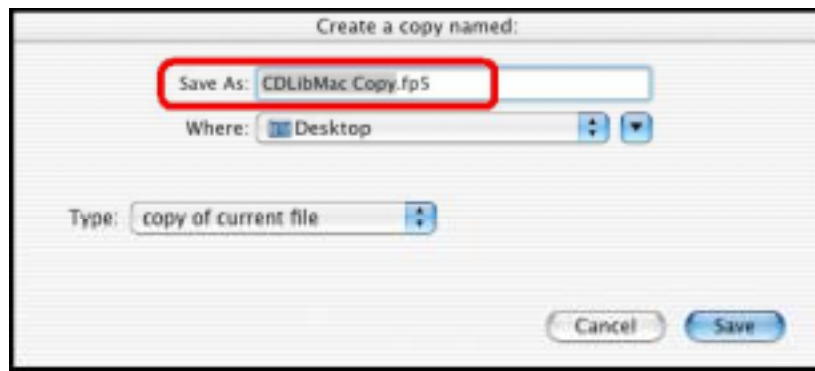 Create a copy named:
Save As: CDLibMac Copy.fp5
Where: Desktop
Type: copy of current file
Cancel Save